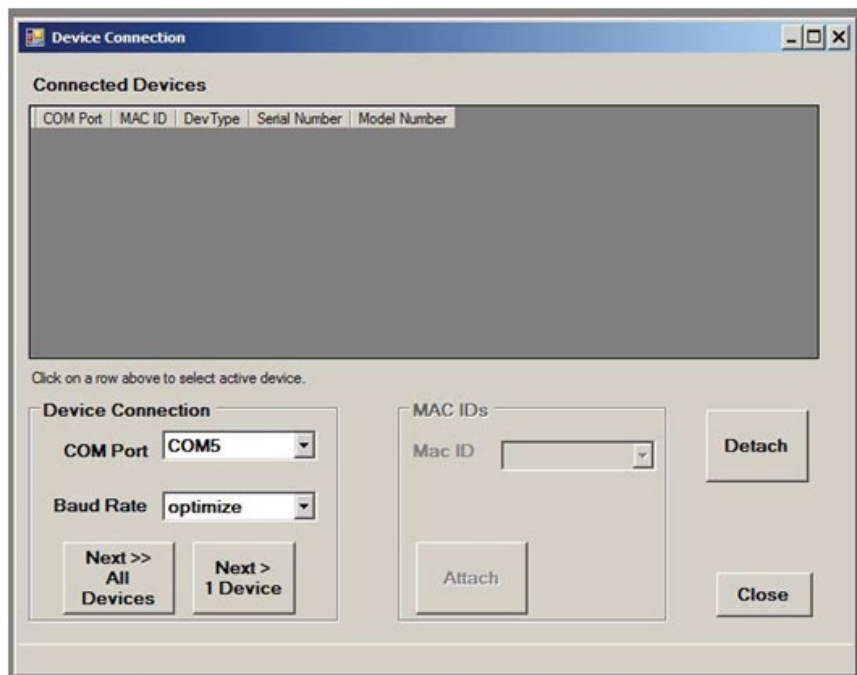 Device Connection
Connected Devices
COM Port MAC ID DevType Serial Number Model Number
Click on a row above to select active device.
Device Connection
COM Port COM5
Baud Rate optimize
Next >>
All
Devices
Next >
1 Device
MAC IDs
Mac ID
Attach
Detach
Close